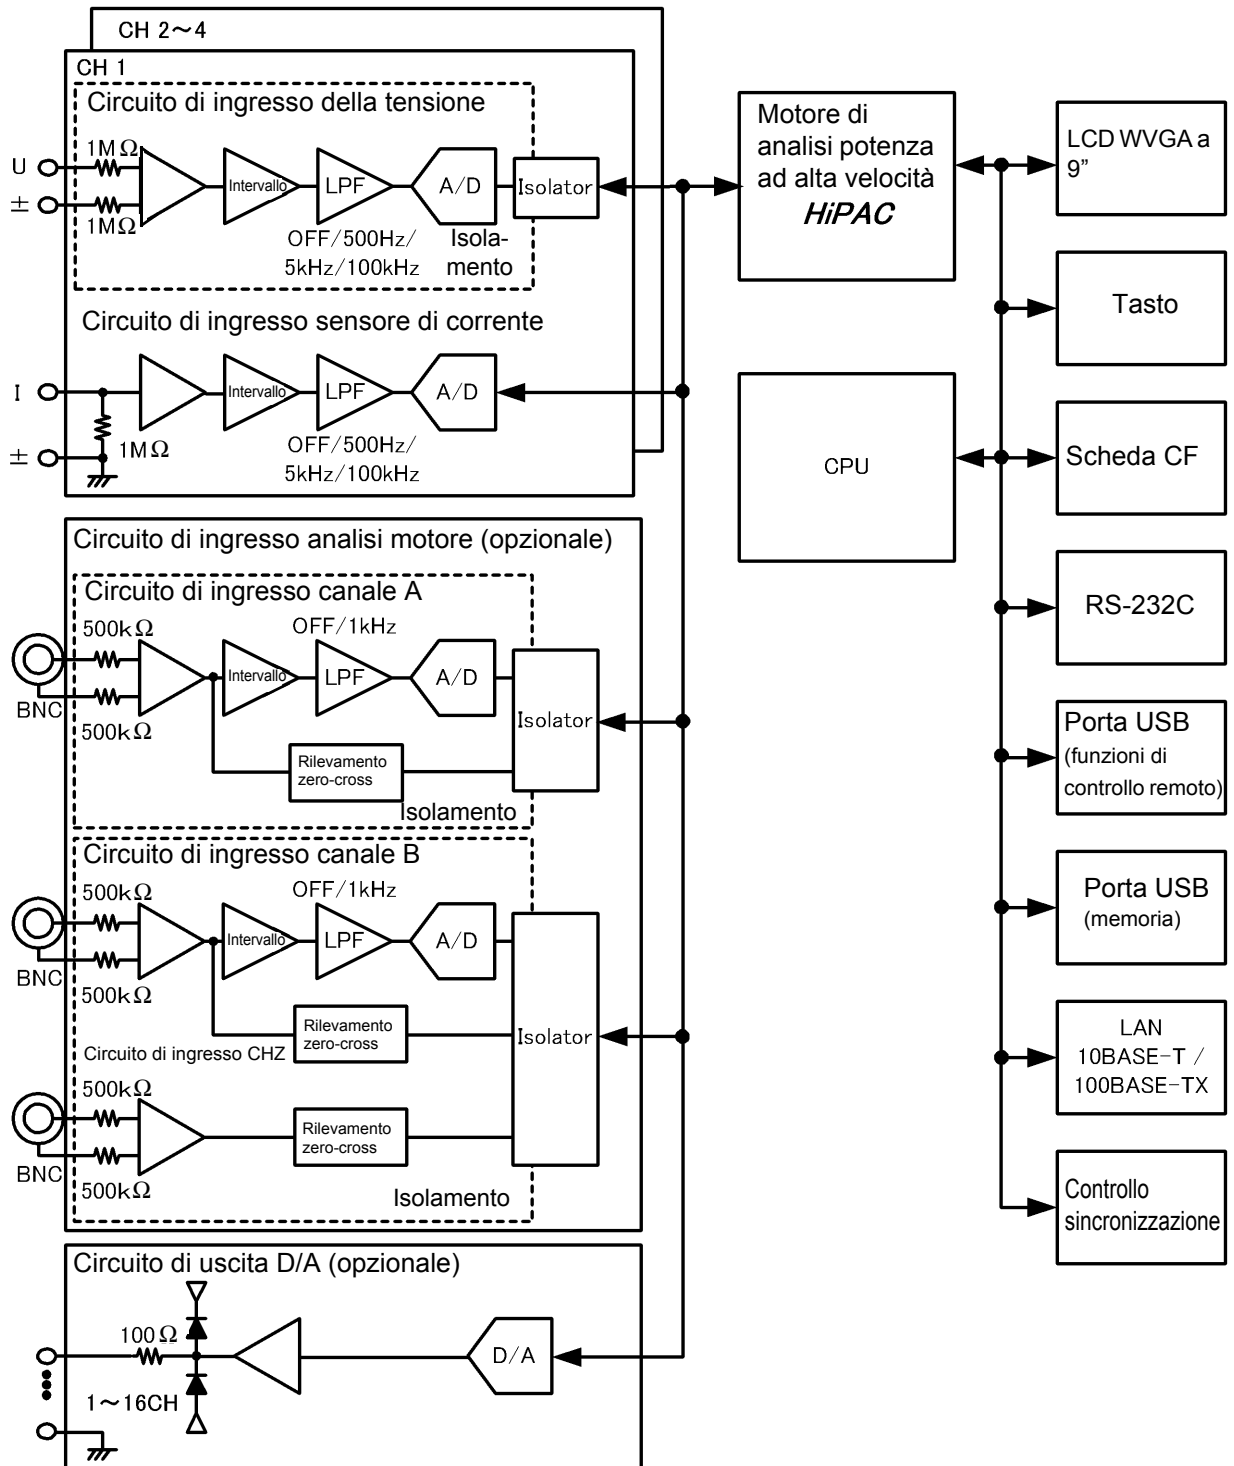 CH 2～4
CH 1
Circuito di ingresso della tensione
1MΩ
U
±
1MΩ
Intervallo
LPF
A/D
Isolator
OFF/500Hz/
5kHz/100kHz
Isola-
mento
Circuito di ingresso sensore di corrente
I
±
1MΩ
Intervallo
LPF
A/D
OFF/500Hz/
5kHz/100kHz
Circuito di ingresso analisi motore (opzionale)
Circuito di ingresso canale A
500kΩ
OFF/1kHz
BNC
500kΩ
Intervallo
LPF
A/D
Isolator
Rilevamento
zero-cross
Isolamento
Circuito di ingresso canale B
500kΩ
OFF/1kHz
BNC
500kΩ
Intervallo
LPF
A/D
Isolator
Rilevamento
zero-cross
Circuito di ingresso CHZ
500kΩ
BNC
500kΩ
Rilevamento
zero-cross
Isolamento
Circuito di uscita D/A (opzionale)
100Ω
1～16CH
D/A
Motore di
analisi potenza
ad alta velocità
HiPAC
CPU
LCD WVGA a
9”
Tasto
Scheda CF
RS-232C
Porta USB
(funzioni di
controllo remoto)
Porta USB
(memoria)
LAN
10BASE-T /
100BASE-TX
Controllo
sincronizzazione